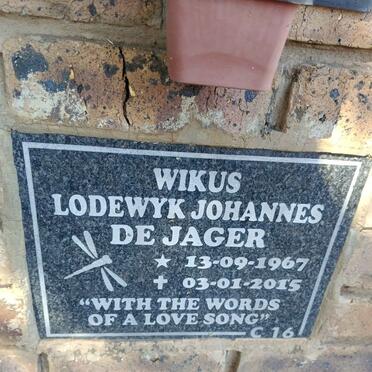 WIKUS
LODEWYK JOHANNES
DE JAGER
★ 13-09-1967
✝ 03-01-2015
“WITH THE WORDS
OF A LOVE SONG”
C 16